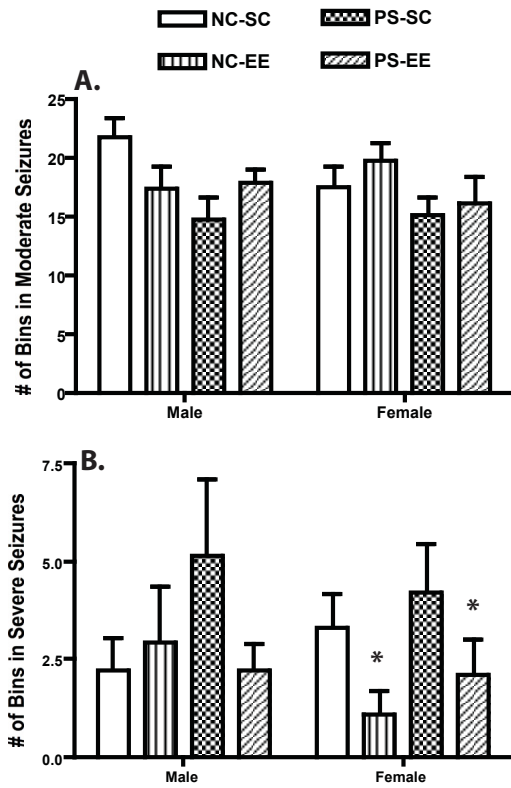 NC-SC PS-SC
NC-EE PS-EE
A.
# of Bins in Moderate Seizures
25
20
15
10
5
0
Male Female
B.
# of Bins in Severe Seizures
7.5
5.0
2.5
0.0
* *
Male Female